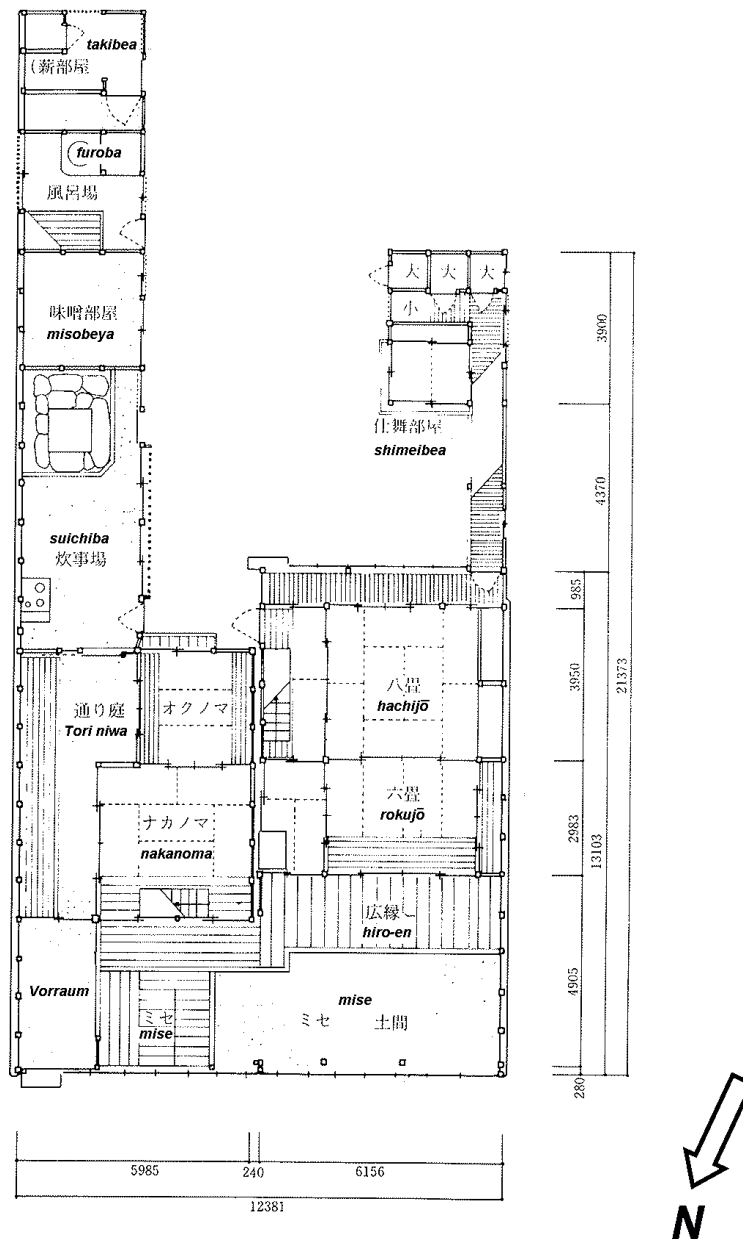 takibea
(薪部屋
furoba
風呂場
味噌部屋
misobeya
大 大 大
小
仕舞部屋
shimeibea
suichiba
炊事場
通り庭
Tori niwa
オクノマ
八畳
hachijō
ナカノマ
nakanoma
六畳
rokujō
広縁
hiro-en
Vorraum
ミセ
mise
mise
ミセ 土間
3900
4370
985
3950
2983
4905
280
13103
21373
5985 240 6156
12381
N